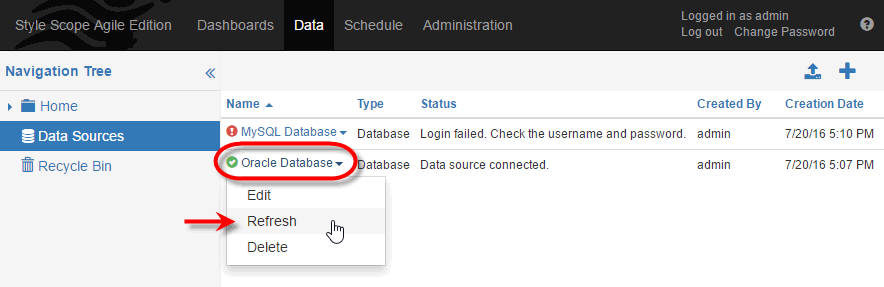 Style Scope Agile Edition Dashboards Data Schedule Administration
Logged in as admin
Log out Change Password
Navigation Tree
Home
Data Sources
Recycle Bin
Name Type Status Created By Creation Date
MySQL Database Database Login failed. Check the username and password. admin 7/20/16 5:10 PM
Oracle Database Database Data source connected. admin 7/20/16 5:07 PM
Edit
Refresh
Delete